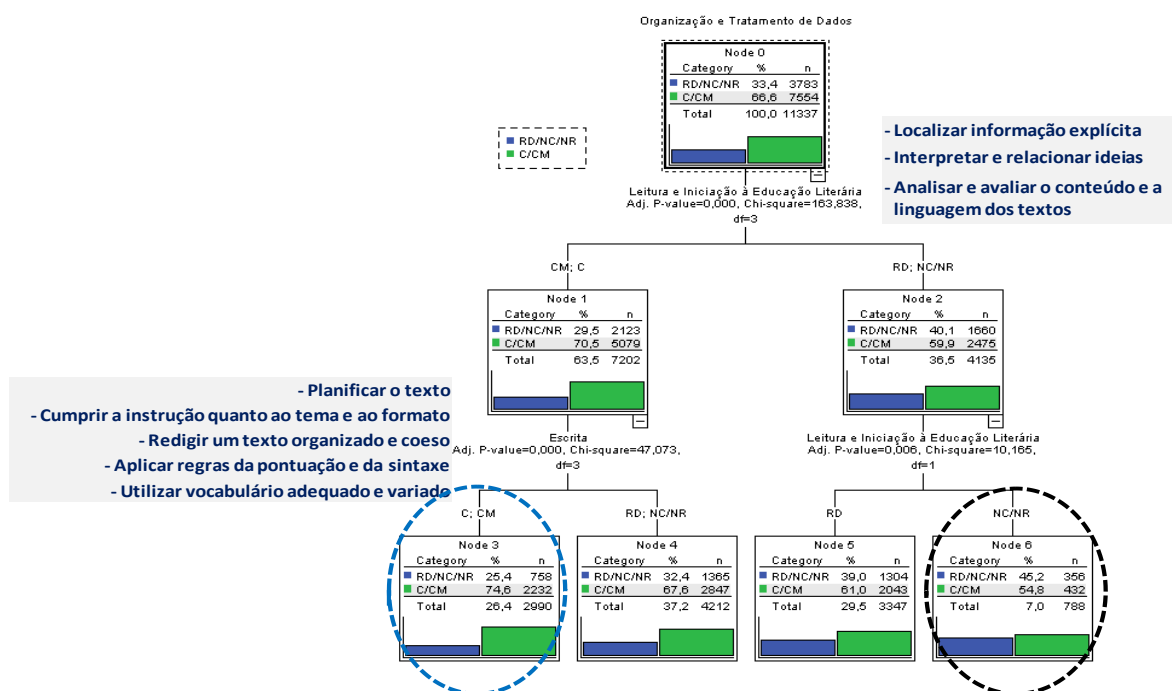 Organização e Tratamento de Dados
Node 0
Category % n
RD/NC/NR 33,4 3783
C/CM 66,6 7554
Total 100,0 11337
RD/NC/NR
C/CM
- Localizar informação explícita
- Interpretar e relacionar ideias
- Analisar e avaliar o conteúdo e a
linguagem dos textos
Leitura e Iniciação à Educação Literária
Adj. P-value=0,000, Chi-square=163,838,
df=3
CM; C
RD; NC/NR
Node 1
Category % n
RD/NC/NR 29,5 2123
C/CM 70,5 5079
Total 63,5 7202
Node 2
Category % n
RD/NC/NR 40,1 1660
C/CM 59,9 2475
Total 36,5 4135
- Planificar o texto
- Cumprir a instrução quanto ao tema e ao formato
- Redigir um texto organizado e coeso
- Aplicar regras da pontuação e da sintaxe
- Utilizar vocabulário adequado e variado
Escrita
Adj. P-value=0,000, Chi-square=47,073,
df=3
Leitura e Iniciação à Educação Literária
Adj. P-value=0,006, Chi-square=10,165,
df=1
C; CM
RD; NC/NR
RD
NC/NR
Node 3
Category % n
RD/NC/NR 25,4 758
C/CM 74,6 2232
Total 26,4 2990
Node 4
Category % n
RD/NC/NR 32,4 1365
C/CM 67,6 2847
Total 37,2 4212
Node 5
Category % n
RD/NC/NR 39,0 1304
C/CM 61,0 2043
Total 29,5 3347
Node 6
Category % n
RD/NC/NR 45,2 356
C/CM 54,8 432
Total 7,0 788